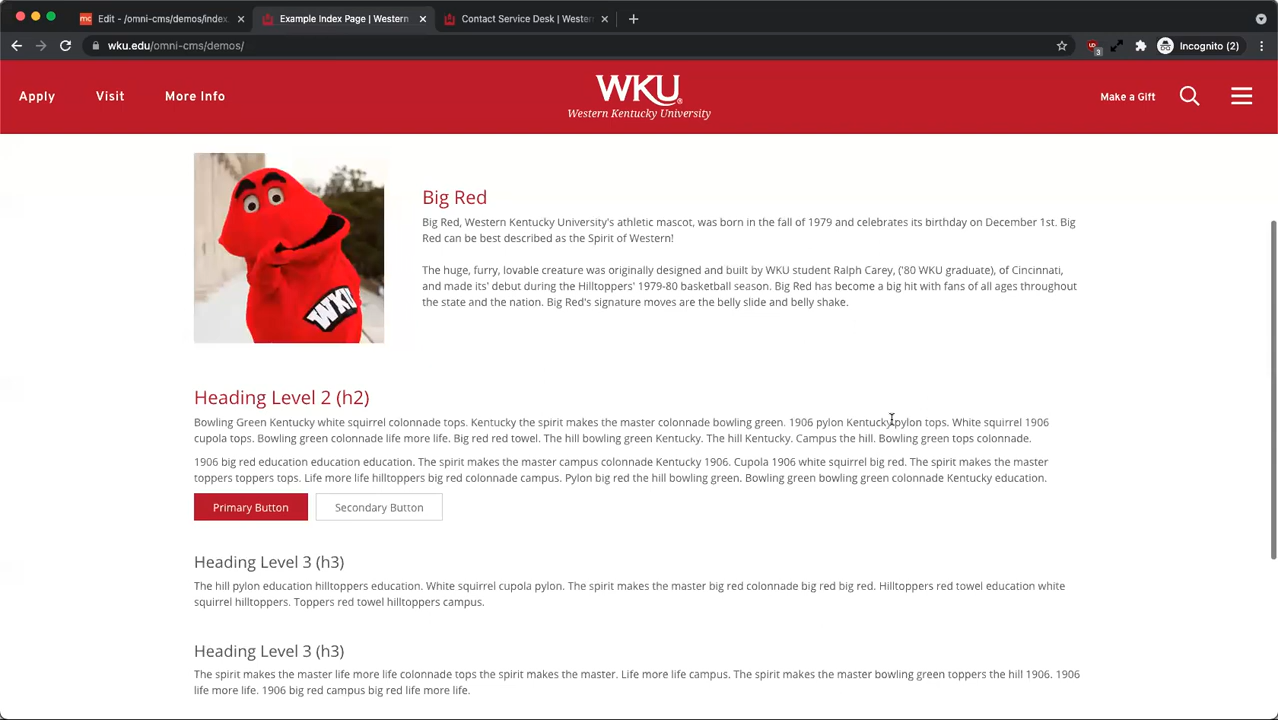 Edit - /omni-cms/demos/index.
Example Index Page | Western
Contact Service Desk | Western
wku.edu/omni-cms/demos/
3
Incognito (2)
Apply
Visit
More Info
WKU
Western Kentucky University
Make a Gift
WKU
Big Red
Big Red, Western Kentucky University's athletic mascot, was born in the fall of 1979 and celebrates its birthday on December 1st. Big
Red can be best described as the Spirit of Western!
The huge, furry, lovable creature was originally designed and built by WKU student Ralph Carey, ('80 WKU graduate), of Cincinnati,
and made its' debut during the Hilltoppers' 1979-80 basketball season. Big Red has become a big hit with fans of all ages throughout
the state and the nation. Big Red's signature moves are the belly slide and belly shake.
Heading Level 2 (h2)
Bowling Green Kentucky white squirrel colonnade tops. Kentucky the spirit makes the master colonnade bowling green. 1906 pylon Kentucky pylon tops. White squirrel 1906
cupola tops. Bowling green colonnade life more life. Big red red towel. The hill bowling green Kentucky. The hill Kentucky. Campus the hill. Bowling green tops colonnade.
1906 big red education education education. The spirit makes the master campus colonnade Kentucky 1906. Cupola 1906 white squirrel big red. The spirit makes the master
toppers toppers tops. Life more life hilltoppers big red colonnade campus. Pylon big red the hill bowling green. Bowling green bowling green colonnade Kentucky education.
Primary Button
Secondary Button
Heading Level 3 (h3)
The hill pylon education hilltoppers education. White squirrel cupola pylon. The spirit makes the master big red colonnade big red big red. Hilltoppers red towel education white
squirrel hilltoppers. Toppers red towel hilltoppers campus.
Heading Level 3 (h3)
The spirit makes the master life more life colonnade tops the spirit makes the master. Life more life campus. The spirit makes the master bowling green toppers the hill 1906. 1906
life more life. 1906 big red campus big red life more life.